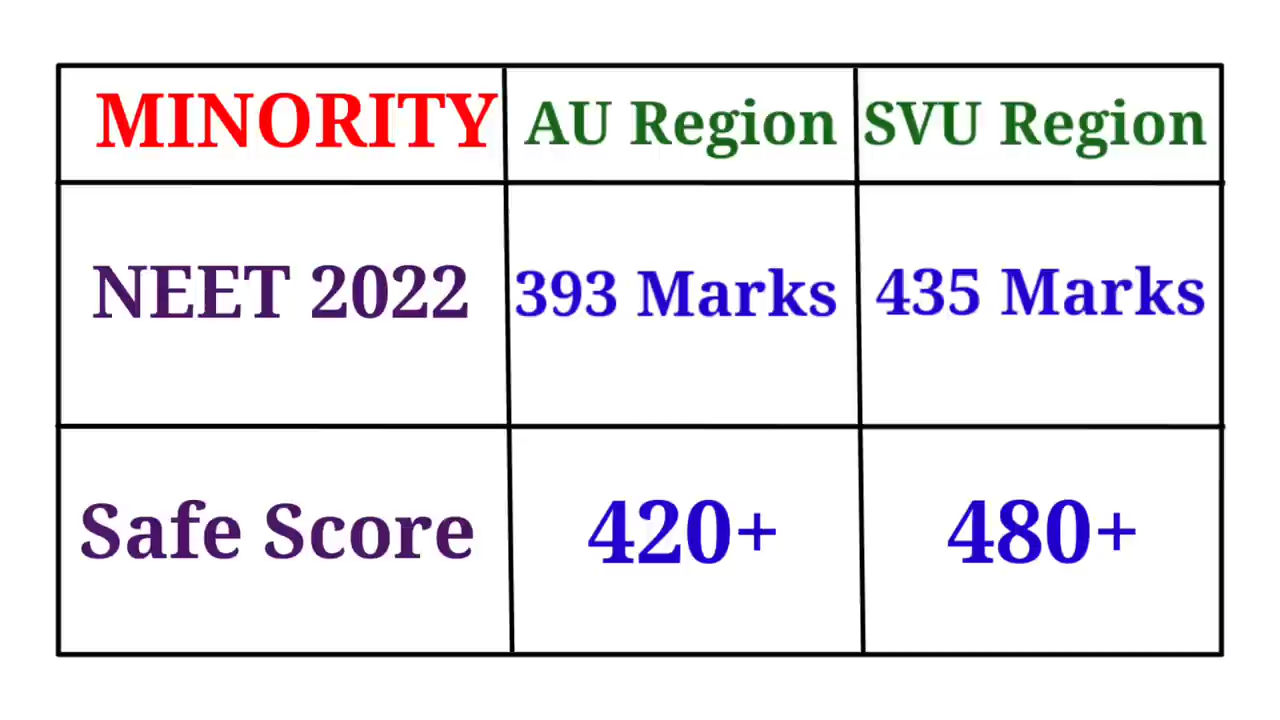 MINORITY AU Region SVU Region
NEET 2022 393 Marks 435 Marks
Safe Score 420+ 480+